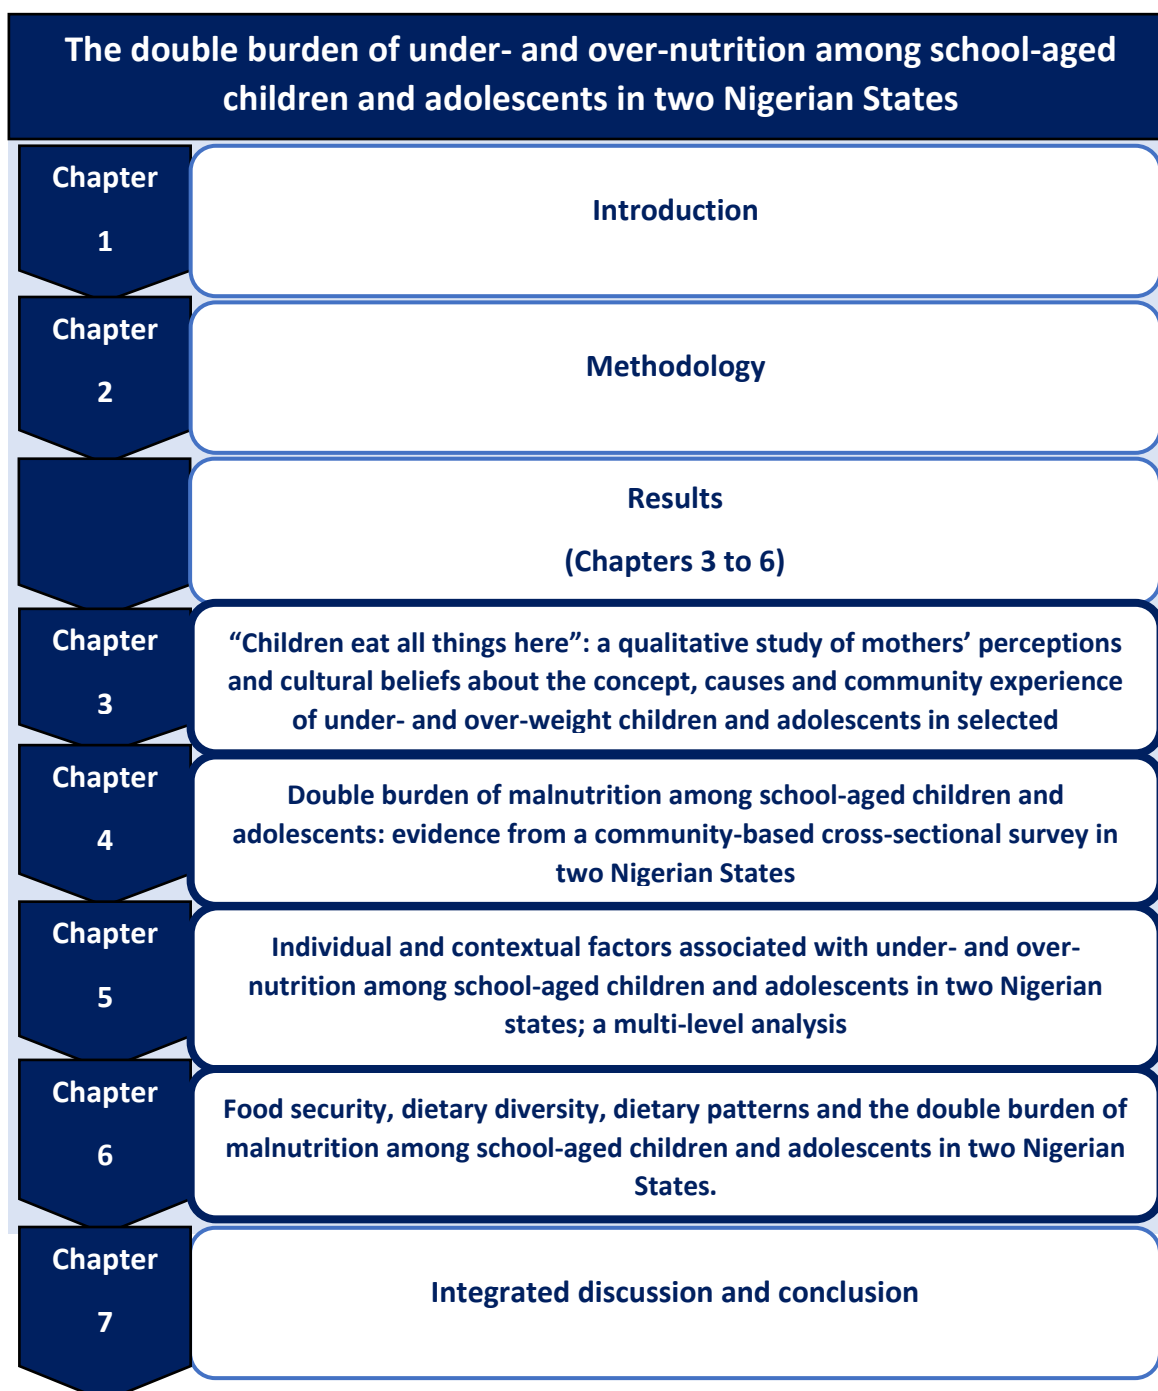 The double burden of under- and over-nutrition among school-aged
children and adolescents in two Nigerian States
Chapter
1
Introduction
Chapter
2
Methodology
Results
(Chapters 3 to 6)
Chapter
3
“Children eat all things here”: a qualitative study of mothers’ perceptions
and cultural beliefs about the concept, causes and community experience
of under- and over-weight children and adolescents in selected
Chapter
4
Double burden of malnutrition among school-aged children and
adolescents: evidence from a community-based cross-sectional survey in
two Nigerian States
Chapter
5
Individual and contextual factors associated with under- and over-
nutrition among school-aged children and adolescents in two Nigerian
states; a multi-level analysis
Chapter
6
Food security, dietary diversity, dietary patterns and the double burden of
malnutrition among school-aged children and adolescents in two Nigerian
States.
Chapter
7
Integrated discussion and conclusion